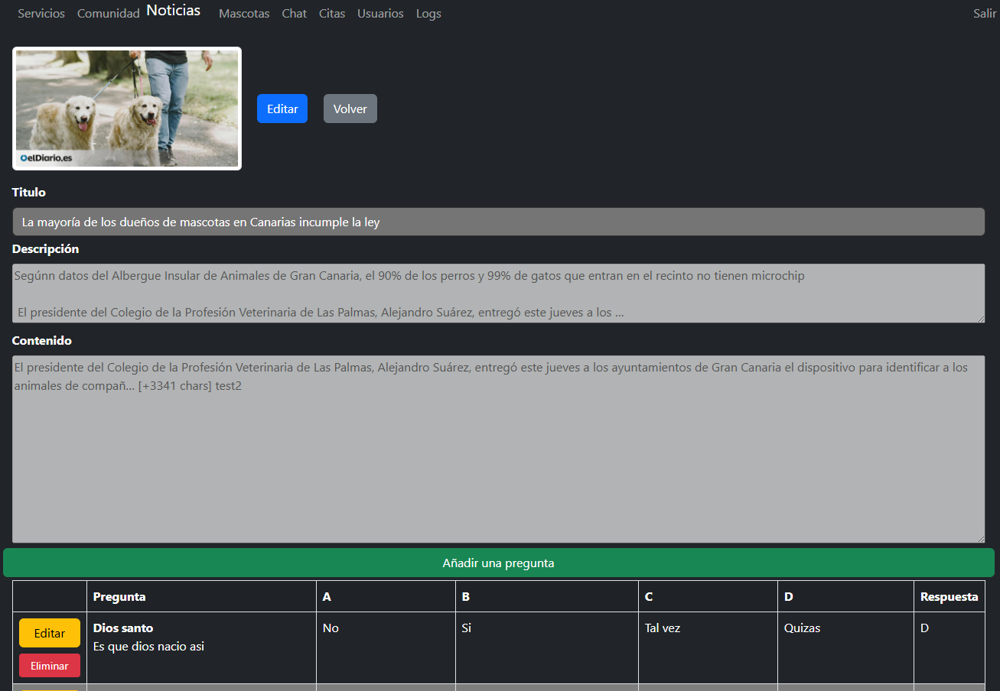 Servicios Comunidad Noticias Mascotas Chat Citas Usuarios Logs Salir
elDiario.es
Editar Volver
Titulo
La mayoría de los dueños de mascotas en Canarias incumple la ley
Descripción
Segúnn datos del Albergue Insular de Animales de Gran Canaria, el 90% de los perros y 99% de gatos que entran en el recinto no tienen microchip
El presidente del Colegio de la Profesión Veterinaria de Las Palmas, Alejandro Suárez, entregó este jueves a los ...
Contenido
El presidente del Colegio de la Profesión Veterinaria de Las Palmas, Alejandro Suárez, entregó este jueves a los ayuntamientos de Gran Canaria el dispositivo para identificar a los
animales de compañ... [+3341 chars] test2
Añadir una pregunta
Pregunta A B C D Respuesta
Editar Dios santo No Si Tal vez Quizas D
Es que dios nacio asi
Eliminar